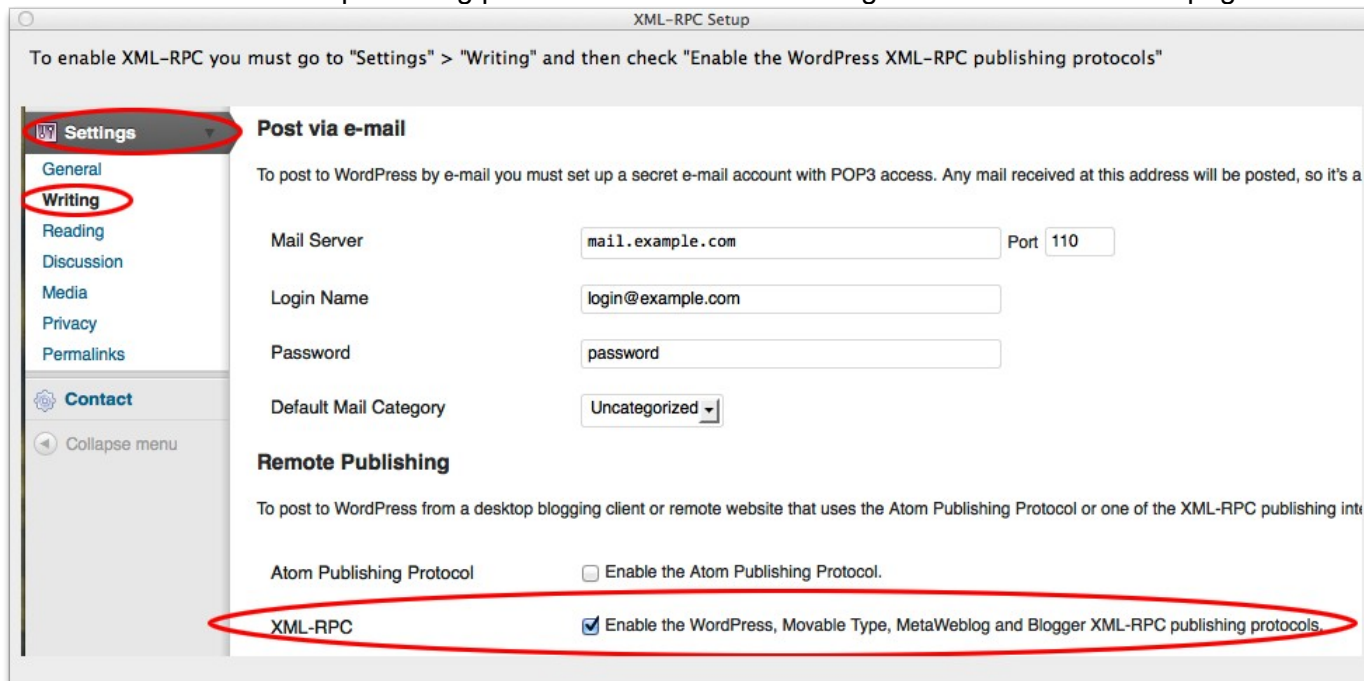 XML-RPC Setup
To enable XML-RPC you must go to "Settings" > "Writing" and then check "Enable the WordPress XML-RPC publishing protocols"
Settings
General
Writing
Reading
Discussion
Media
Privacy
Permalinks
Contact
Collapse menu
Post via e-mail
To post to WordPress by e-mail you must set up a secret e-mail account with POP3 access. Any mail received at this address will be posted, so it's a
Mail Server mail.example.com Port 110
Login Name login@example.com
Password password
Default Mail Category Uncategorized
Remote Publishing
To post to WordPress from a desktop blogging client or remote website that uses the Atom Publishing Protocol or one of the XML-RPC publishing
Atom Publishing Protocol Enable the Atom Publishing Protocol.
XML-RPC Enable the WordPress, Movable Type, MetaWeblog and Blogger XML-RPC publishing protocols.